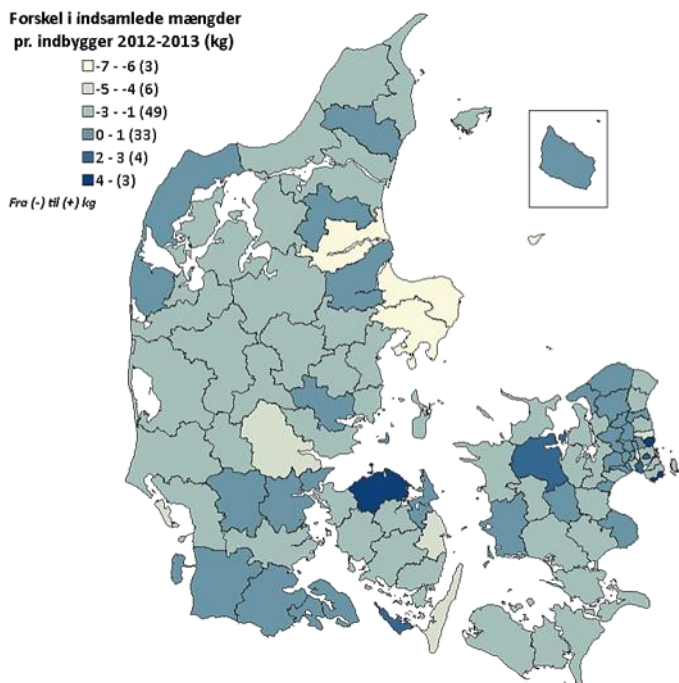 Forskel i indsamlede mængder
pr. indbygger 2012-2013 (kg)
-7 - -6 (3)
-5 - -4 (6)
-3 - -1 (49)
0 - 1 (33)
2 - 3 (4)
4 - (3)
Fra (-) til (+) kg